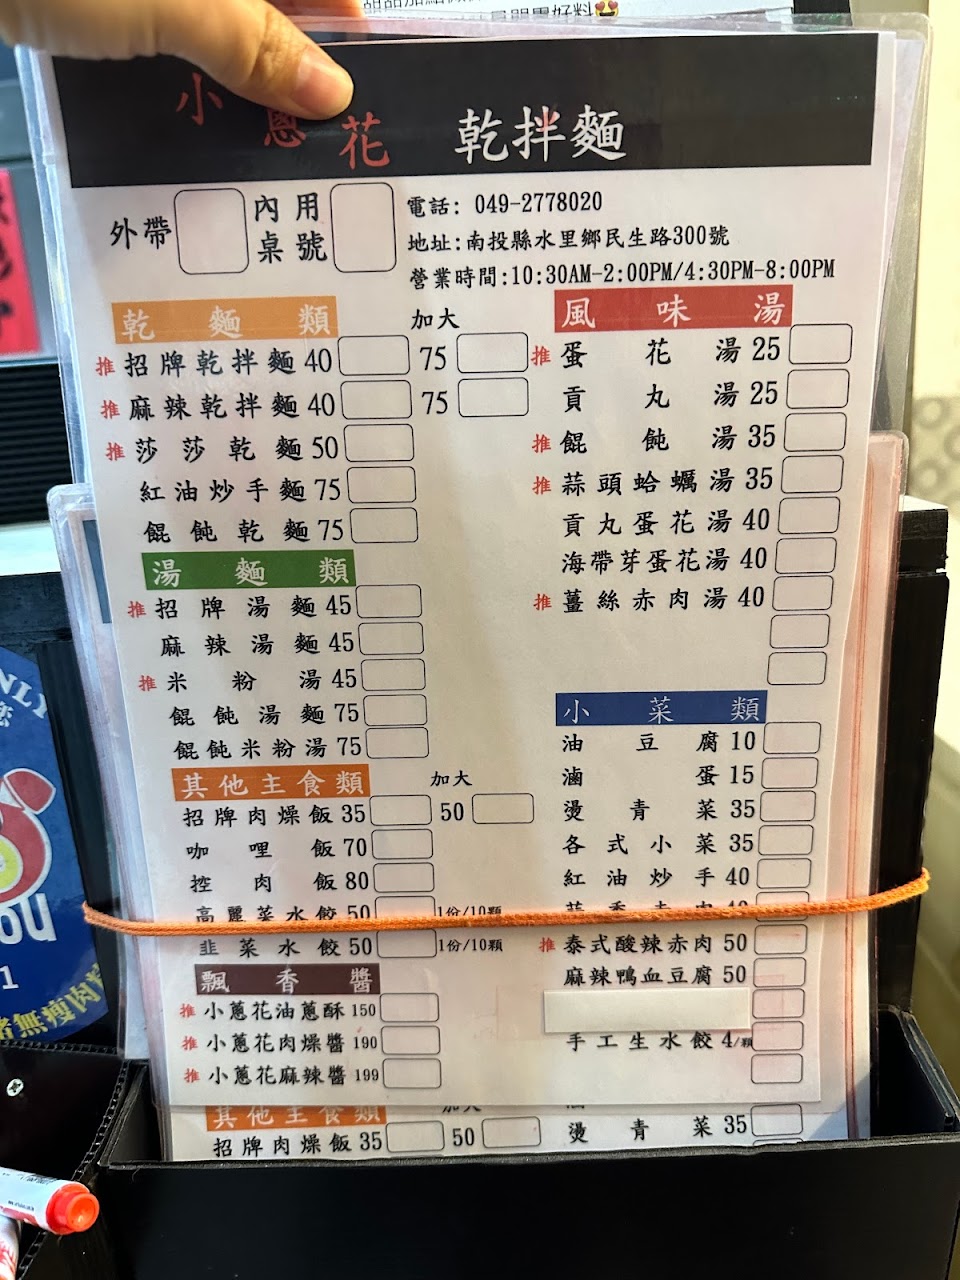 小蔥花 乾拌麵
外帶 內用桌號
電話: 049-2778020
地址:南投縣水里鄉民生路300號
營業時間:10:30AM-2:00PM/4:30PM-8:00PM
乾麵類 加大
推 招牌乾拌麵 40 75
推 麻辣乾拌麵 40 75
推 莎莎乾麵 50
紅油炒手麵 75
餛飩乾麵 75
湯麵類
推 招牌湯麵 45
麻辣湯麵 45
推 米粉湯 45
餛飩湯麵 75
餛飩米粉湯 75
其他主食類 加大
招牌肉燥飯 35 50
咖哩飯 70
控肉飯 80
高麗菜水餃 50 1份/10顆
韭菜水餃 50 1份/10顆
飄香醬
推 小蔥花油蔥酥 150
推 小蔥花肉燥醬 190
推 小蔥花麻辣醬 199
風味湯
推 蛋花湯 25
貢丸湯 25
推 餛飩湯 35
推 蒜頭蛤蠣湯 35
貢丸蛋花湯 40
海帶芽蛋花湯 40
推 薑絲赤肉湯 40
小菜類
油豆腐 10
滷蛋 15
燙青菜 35
各式小菜 35
紅油炒手 40
推 泰式酸辣赤肉 50
麻辣鴨血豆腐 50
手工生水餃 4/顆
其他主食類 加大
招牌肉燥飯 35 50
燙青菜 35
NLY
ou
1
無瘦肉